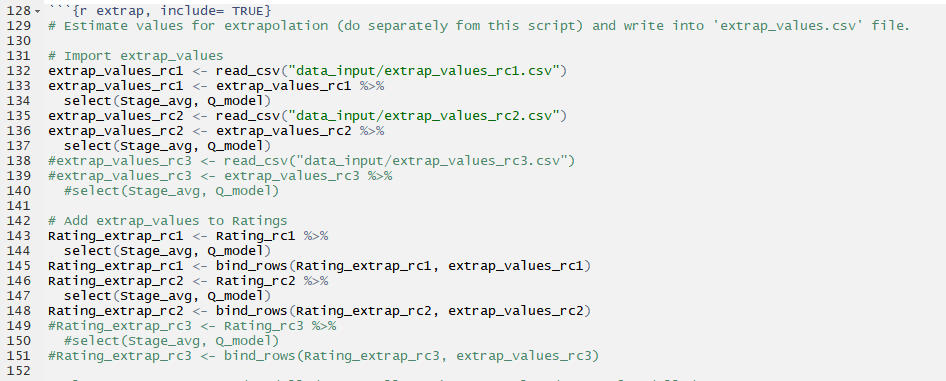 128 ```{r extrap, include= TRUE}
129 # Estimate values for extrapolation (do separately fom this script) and write into 'extrap_values.csv' file.
130
131 # Import extrap_values
132 extrap_values_rc1 <- read_csv("data_input/extrap_values_rc1.csv")
133 extrap_values_rc1 <- extrap_values_rc1 %>%
134   select(Stage_avg, Q_model)
135 extrap_values_rc2 <- read_csv("data_input/extrap_values_rc2.csv")
136 extrap_values_rc2 <- extrap_values_rc2 %>%
137   select(Stage_avg, Q_model)
138 #extrap_values_rc3 <- read_csv("data_input/extrap_values_rc3.csv")
139 #extrap_values_rc3 <- extrap_values_rc3 %>%
140   #select(Stage_avg, Q_model)
141
142 # Add extrap_values to Ratings
143 Rating_extrap_rc1 <- Rating_rc1 %>%
144   select(Stage_avg, Q_model)
145 Rating_extrap_rc1 <- bind_rows(Rating_extrap_rc1, extrap_values_rc1)
146 Rating_extrap_rc2 <- Rating_rc2 %>%
147   select(Stage_avg, Q_model)
148 Rating_extrap_rc2 <- bind_rows(Rating_extrap_rc2, extrap_values_rc2)
149 #Rating_extrap_rc3 <- Rating_rc3 %>%
150   #select(Stage_avg, Q_model)
151 #Rating_extrap_rc3 <- bind_rows(Rating_extrap_rc3, extrap_values_rc3)
152